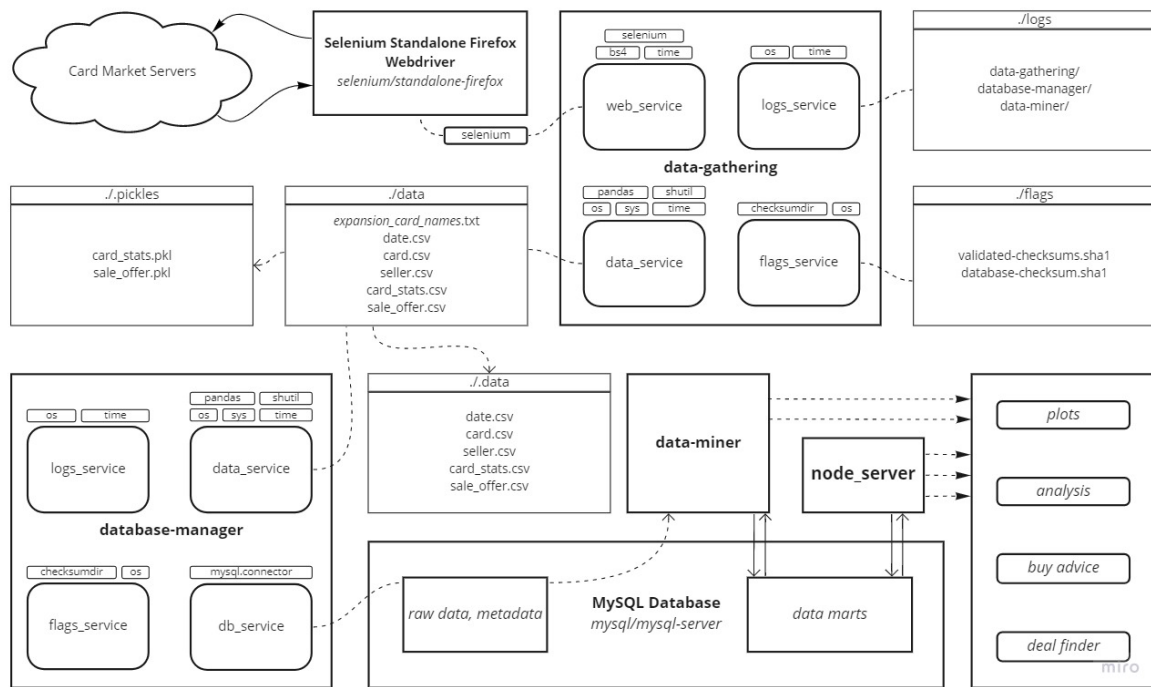 Card Market Servers
Selenium Standalone Firefox
Webdriver
selenium/standalone-firefox
selenium
selenium
bs4
time
web_service
os
time
logs_service
data-gathering
pandas
shutil
os
sys
time
data_service
checksumdir
os
flags_service
./logs
data-gathering/
database-manager/
data-miner/
./.pickles
card_stats.pkl
sale_offer.pkl
./data
expansion_card_names.txt
date.csv
card.csv
seller.csv
card_stats.csv
sale_offer.csv
./flags
validated-checksums.sha1
database-checksum.sha1
os
time
logs_service
pandas
shutil
os
sys
time
data_service
database-manager
checksumdir
os
flags_service
mysql.connector
db_service
./.data
date.csv
card.csv
seller.csv
card_stats.csv
sale_offer.csv
data-miner
node_server
raw data, metadata
MySQL Database
mysql/mysql-server
data marts
plots
analysis
buy advice
deal finder
miro